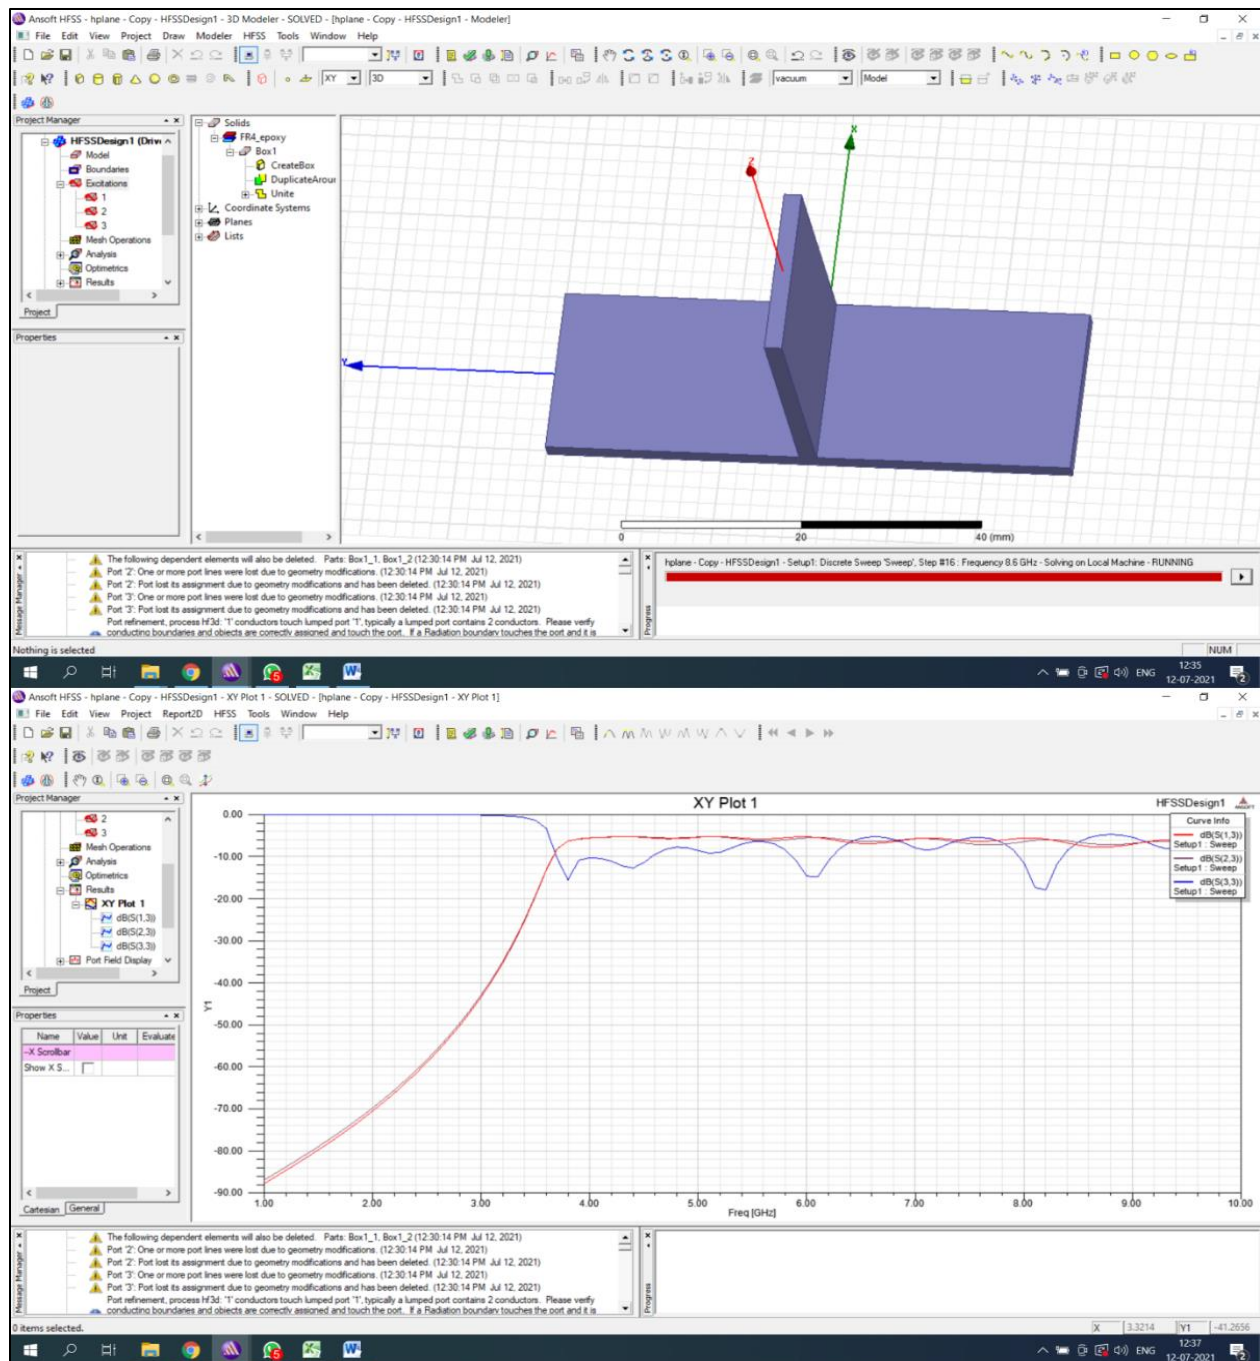 Ansoft HFSS - hplane - Copy - HFSSDesign1 - 3D Modeler - SOLVED - [hplane - Copy - HFSSDesign1 - Modeler]
File Edit View Project Draw Modeler HFSS Tools Window Help
XY 3D vacuum Model
Project Manager
HFSSDesign1 (Drive
Model
Boundaries
Excitations
1
2
3
Mesh Operations
Analysis
Optimetrics
Results
Project
Properties
Solids
FR4_epoxy
Box1
CreateBox
DuplicateArour
Unite
Coordinate Systems
Planes
Lists
Z
X
Y
0 20 40 (mm)
Message Manager
The following dependent elements will also be deleted. Parts: Box1_1, Box1_2 (12:30:14 PM Jul 12, 2021)
Port '2': One or more port lines were lost due to geometry modifications. (12:30:14 PM Jul 12, 2021)
Port '2': Port lost its assignment due to geometry modifications and has been deleted. (12:30:14 PM Jul 12, 2021)
Port '3': One or more port lines were lost due to geometry modifications. (12:30:14 PM Jul 12, 2021)
Port '3': Port lost its assignment due to geometry modifications and has been deleted. (12:30:14 PM Jul 12, 2021)
Port refinement, process hf3d: '1' conductors touch lumped port '1', typically a lumped port contains 2 conductors. Please verify
conducting boundaries and objects are correctly assigned and touch the port. If a Radiation boundary touches the port and it is
Progress
hplane - Copy - HFSSDesign1 - Setup1: Discrete Sweep 'Sweep', Step #16 : Frequency 8.6 GHz - Solving on Local Machine - RUNNING
Nothing is selected
NUM
ENG
12:35
12-07-2021
Ansoft HFSS - hplane - Copy - HFSSDesign1 - XY Plot 1 - SOLVED - [hplane - Copy - HFSSDesign1 - XY Plot 1]
File Edit View Project Report2D HFSS Tools Window Help
Project Manager
2
3
Mesh Operations
Analysis
Optimetrics
Results
XY Plot 1
dB(S(1,3))
dB(S(2,3))
dB(S(3,3))
Port Field Display
Project
Properties
Name Value Unit Evaluate
-X Scrollbar
Show X S...
Cartesian General
XY Plot 1
HFSSDesign1
ANSOFT
Curve Info
dB(S(1,3))
Setup1 : Sweep
dB(S(2,3))
Setup1 : Sweep
dB(S(3,3))
Setup1 : Sweep
0.00
-10.00
-20.00
-30.00
-40.00
-50.00
-60.00
-70.00
-80.00
-90.00
Y1
1.00 2.00 3.00 4.00 5.00 6.00 7.00 8.00 9.00 10.00
Freq [GHz]
Message Manager
The following dependent elements will also be deleted. Parts: Box1_1, Box1_2 (12:30:14 PM Jul 12, 2021)
Port '2': One or more port lines were lost due to geometry modifications. (12:30:14 PM Jul 12, 2021)
Port '2': Port lost its assignment due to geometry modifications and has been deleted. (12:30:14 PM Jul 12, 2021)
Port '3': One or more port lines were lost due to geometry modifications. (12:30:14 PM Jul 12, 2021)
Port '3': Port lost its assignment due to geometry modifications and has been deleted. (12:30:14 PM Jul 12, 2021)
Port refinement, process hf3d: '1' conductors touch lumped port '1', typically a lumped port contains 2 conductors. Please verify
conducting boundaries and objects are correctly assigned and touch the port. If a Radiation boundary touches the port and it is
Progress
0 items selected.
X 3.3214 Y1 -41.2656
ENG
12:37
12-07-2021